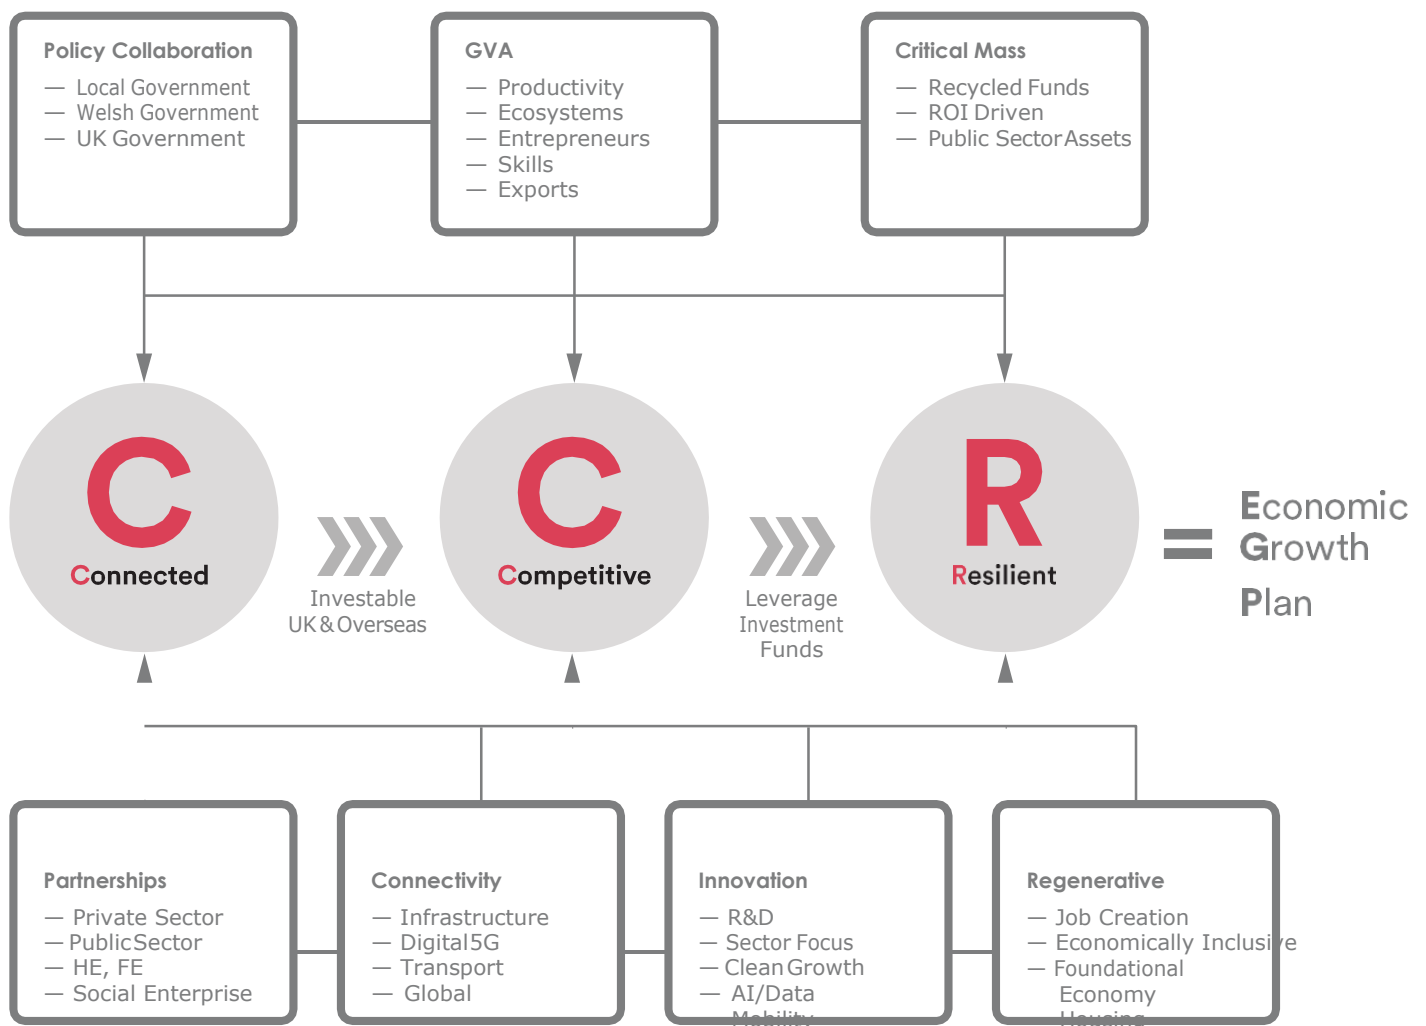 Policy Collaboration
— Local Government
— Welsh Government
— UK Government
GVA
— Productivity
— Ecosystems
— Entrepreneurs
— Skills
— Exports
Critical Mass
— Recycled Funds
— ROI Driven
— Public Sector Assets
C
Connected
Investable
UK & Overseas
C
Competitive
Leverage
Investment
Funds
R
Resilient
=
Economic
Growth
Plan
Partnerships
— Private Sector
— Public Sector
— HE, FE
— Social Enterprise
Connectivity
— Infrastructure
— Digital 5G
— Transport
— Global
Innovation
— R&D
— Sector Focus
— Clean Growth
— AI/Data
Mobility
Regenerative
— Job Creation
— Economically Inclusive
— Foundational
Economy
Housing